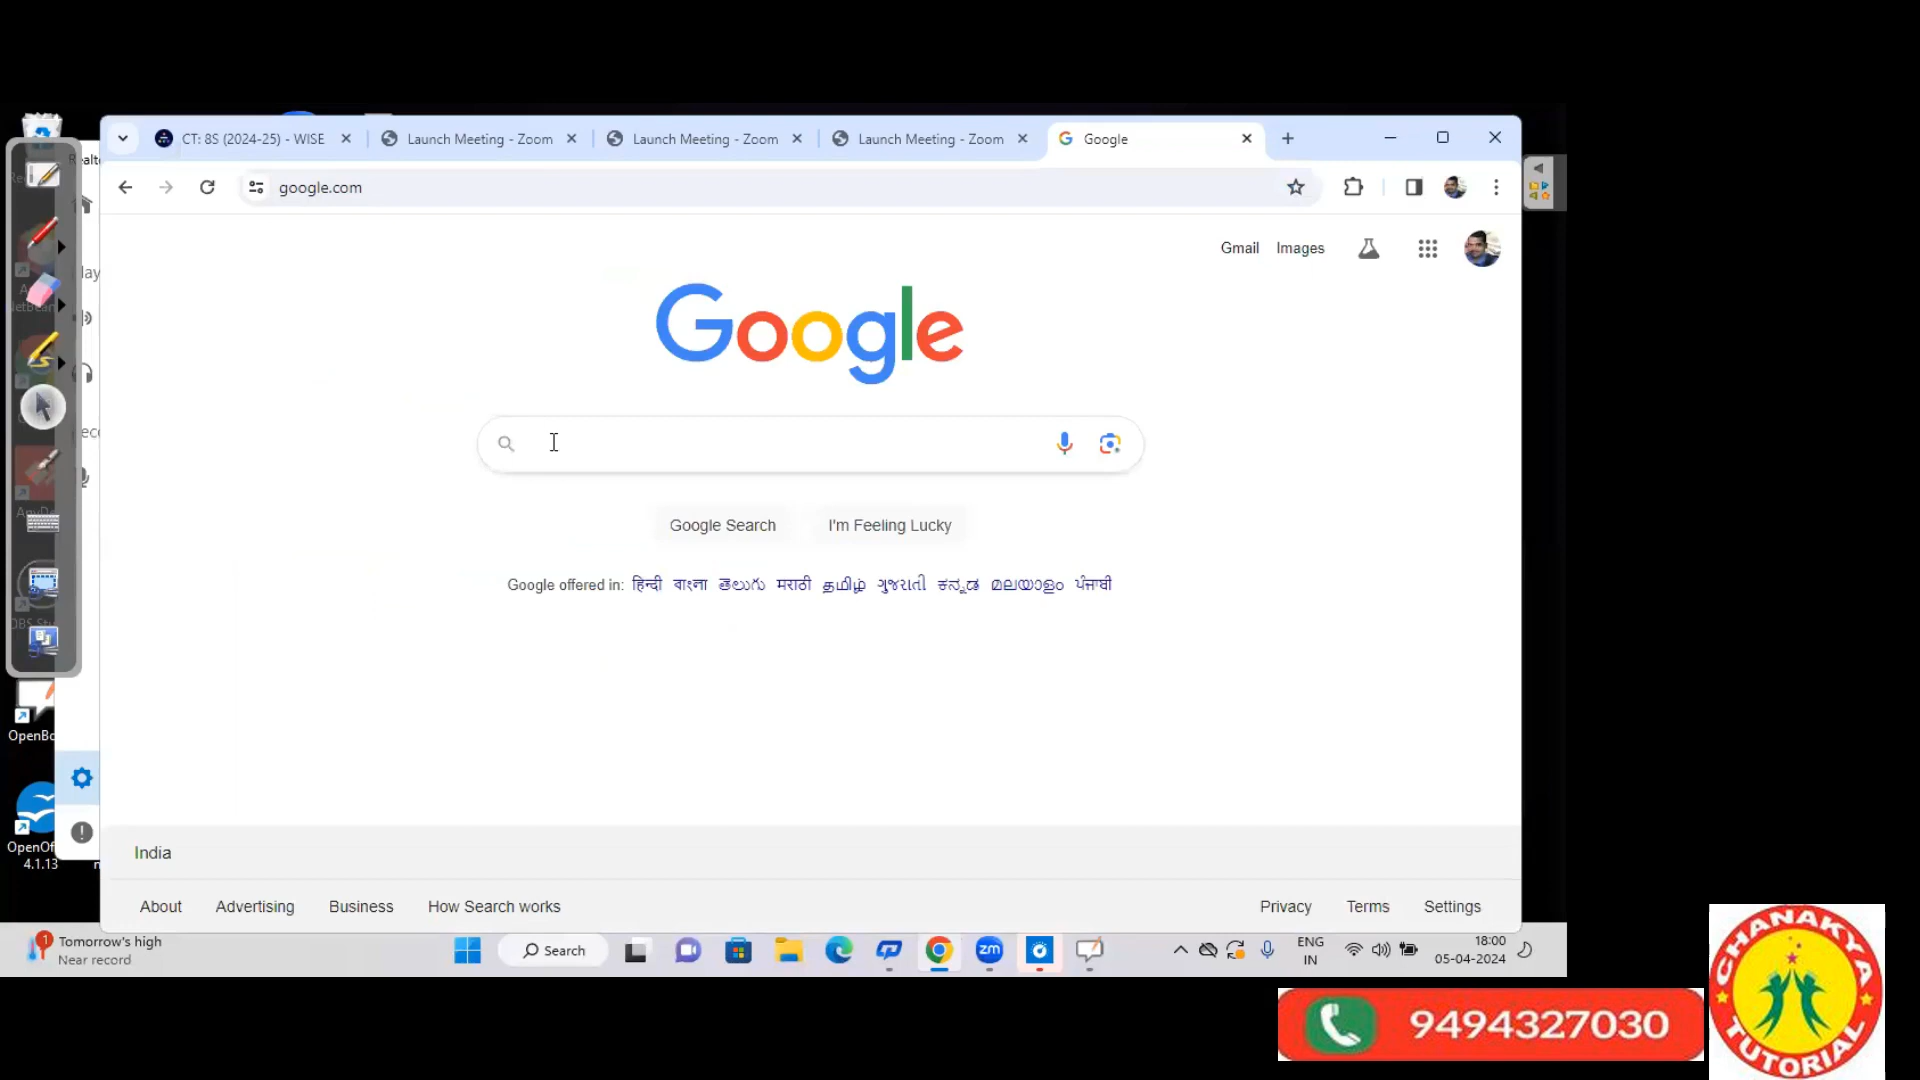 CT: 8S (2024-25) - WISE
Launch Meeting - Zoom
Launch Meeting - Zoom
Launch Meeting - Zoom
Google
google.com
Gmail
Images
Google
Google Search
I'm Feeling Lucky
Google offered in: हिन्दी বাংলা తెలుగు मराठी தமிழ் ગુજરાતી ಕನ್ನಡ മലയാളം ਪੰਜਾਬੀ
OpenBo
OpenOf
4.1.13
India
About
Advertising
Business
How Search works
Privacy
Terms
Settings
1
Tomorrow's high
Near record
Search
zm
ENG
IN
18:00
05-04-2024
9494327030
CHANAKYA
TUTORIAL